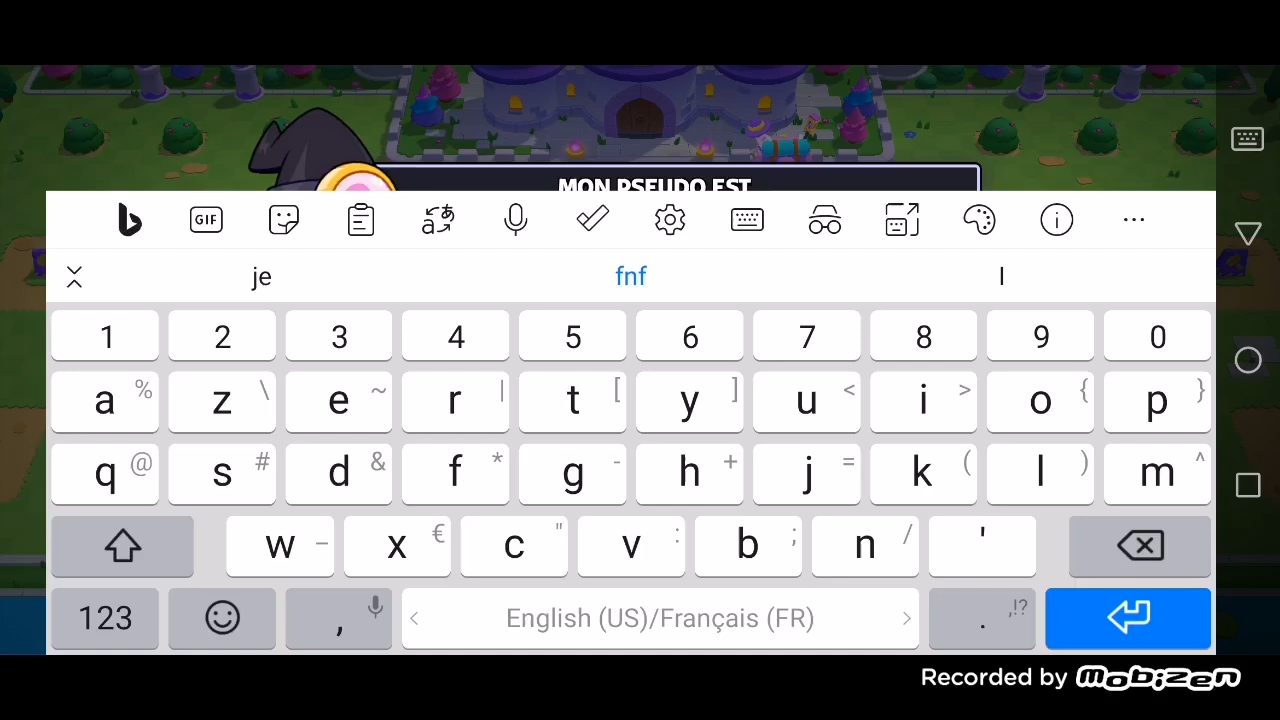 MON PSEUDO EST
GIF
je fnf I
1 2 3 4 5 6 7 8 9 0
a % z \ e ~ r | t [ y ] u < i > o { p }
q @ s # d & f * g - h + j = k ( l ) m ^
w _ x € c " v : b ; n / '
123 , < English (US)/Français (FR) > . ,!?
Recorded by mobizen